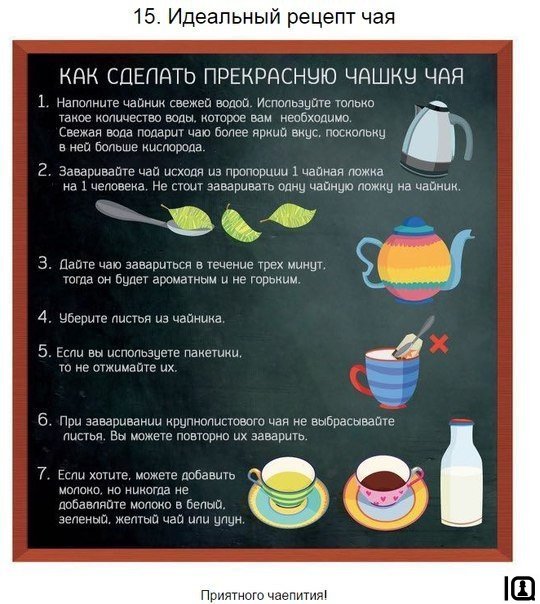 15. Идеальный рецепт чая
КАК СДЕЛАТЬ ПРЕКРАСНУЮ ЧАШКУ ЧАЯ
1. Наполните чайник свежей водой. Используйте только
такое количество воды, которое вам необходимо.
Свежая вода подарит чаю более яркий вкус, поскольку
в ней больше кислорода.
2. Заваривайте чай исходя из пропорции 1 чайная ложка
на 1 человека. Не стоит заваривать одну чайную ложку на чайник.
3. Дайте чаю завариться в течение трех минут,
тогда он будет ароматным и не горьким.
4. Уберите листья из чайника.
5. Если вы используете пакетики,
то не отжимайте их.
6. При заваривании крупнолистового чая не выбрасывайте
листья. Вы можете повторно их заварить.
7. Если хотите, можете добавить
молоко, но никогда не
добавляйте молоко в белый,
зеленый, желтый чай или улун.
Приятного чаепития!